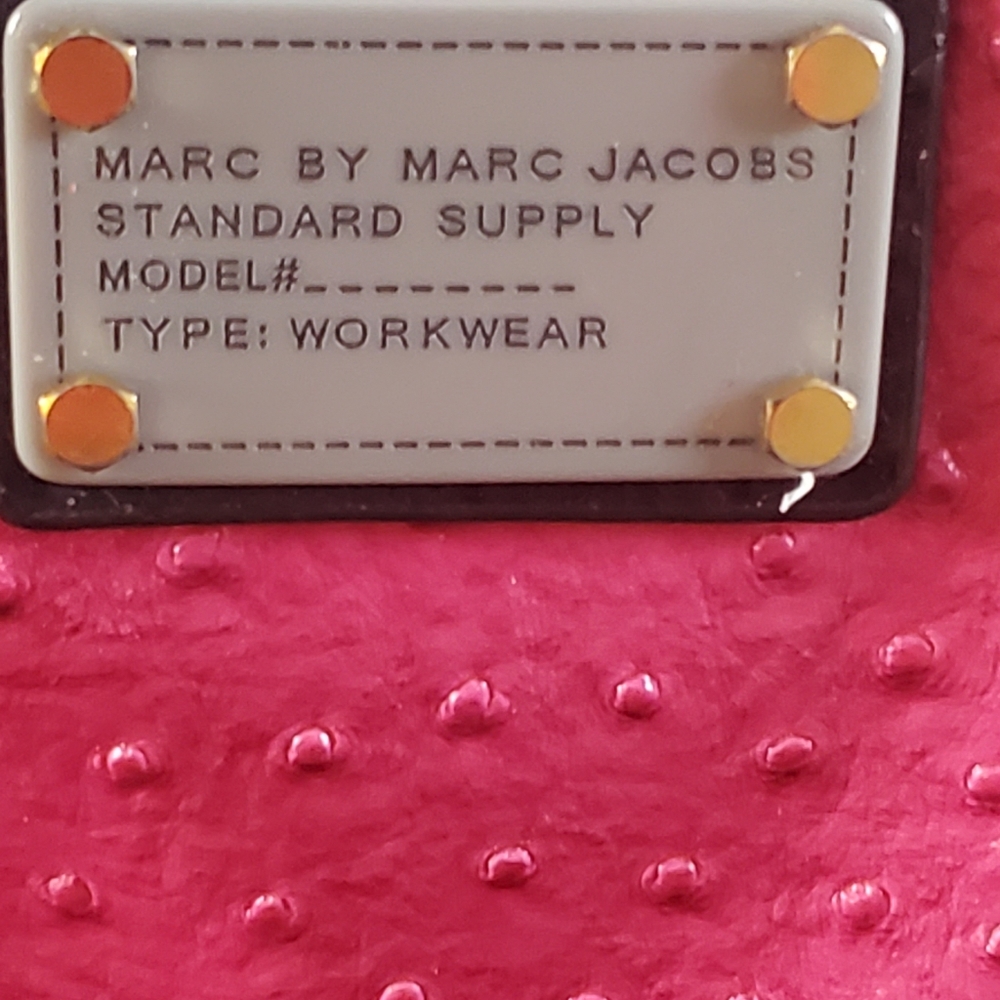 MARC BY MARC JACOBS
STANDARD SUPPLY
MODEL#_________
TYPE: WORKWEAR